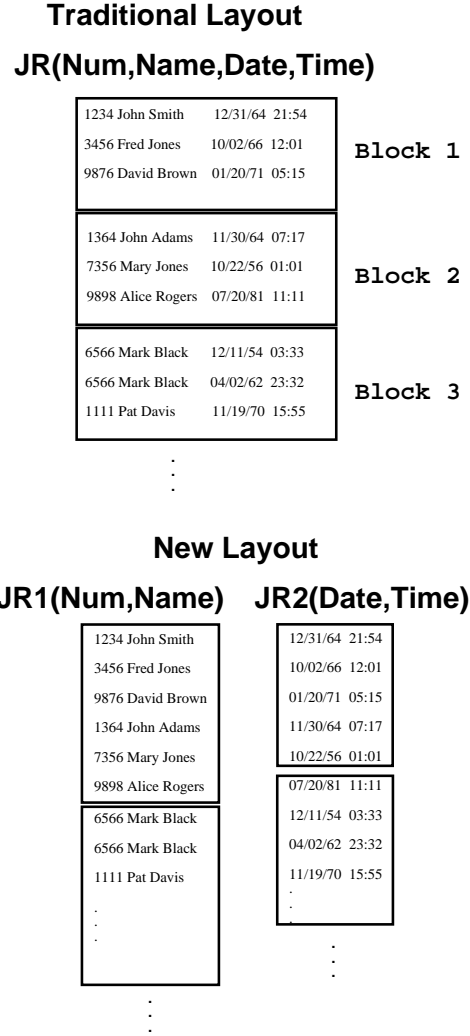 Traditional Layout
JR(Num,Name,Date,Time)
1234 John Smith 12/31/64 21:54
3456 Fred Jones 10/02/66 12:01
9876 David Brown 01/20/71 05:15
Block 1
1364 John Adams 11/30/64 07:17
7356 Mary Jones 10/22/56 01:01
9898 Alice Rogers 07/20/81 11:11
Block 2
6566 Mark Black 12/11/54 03:33
6566 Mark Black 04/02/62 23:32
1111 Pat Davis 11/19/70 15:55
Block 3
.
.
.
New Layout
JR1(Num,Name)
1234 John Smith
3456 Fred Jones
9876 David Brown
1364 John Adams
7356 Mary Jones
9898 Alice Rogers
6566 Mark Black
6566 Mark Black
1111 Pat Davis
.
.
.
.
.
.
JR2(Date,Time)
12/31/64 21:54
10/02/66 12:01
01/20/71 05:15
11/30/64 07:17
10/22/56 01:01
07/20/81 11:11
12/11/54 03:33
04/02/62 23:32
11/19/70 15:55
.
.
.
.
.
.